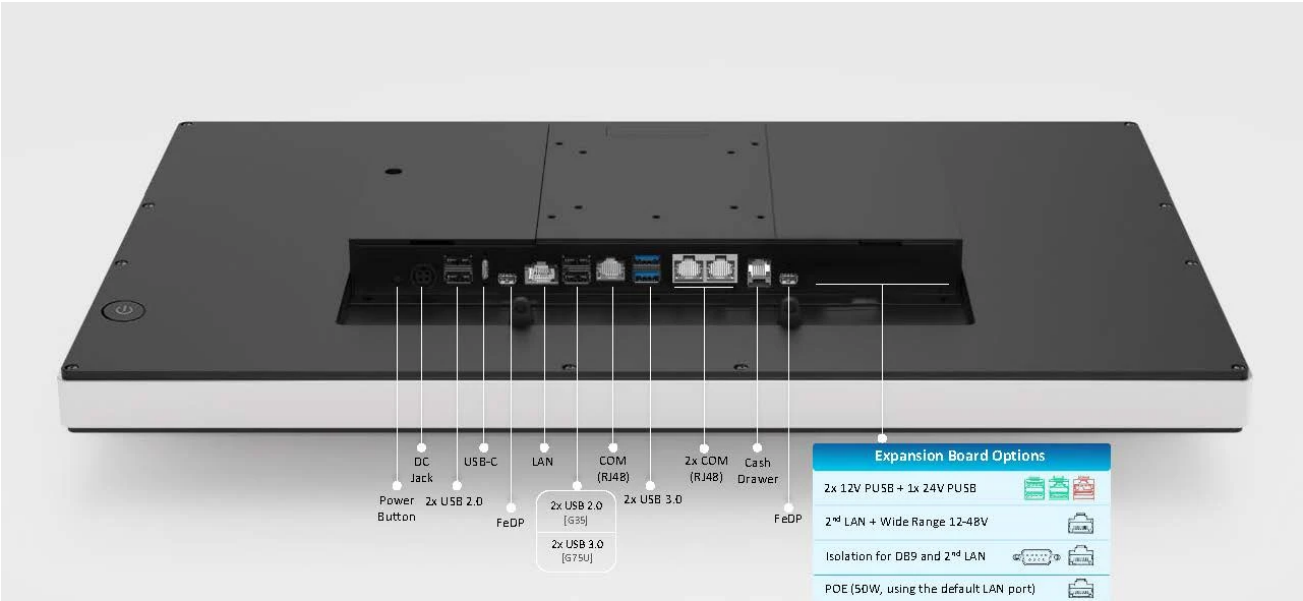 DC
Jack
USB-C
LAN
COM
(RJ48)
2x COM
(RJ48)
Cash
Drawer
Power
Button
2x USB 2.0
FeDP
2x USB 2.0
[G35]
2x USB 3.0
[G75U]
2x USB 3.0
FeDP
Expansion Board Options
2x 12V PUSB + 1x 24V PUSB
2nd LAN + Wide Range 12-48V
Isolation for DB9 and 2nd LAN
POE (50W, using the default LAN port)